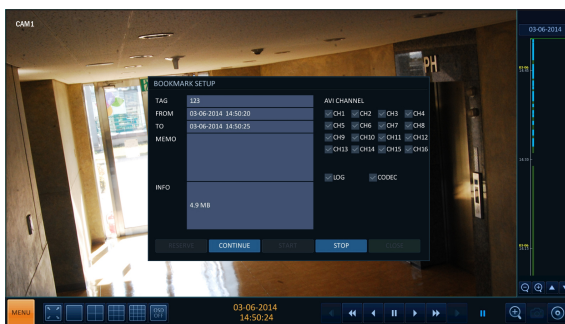 CAM1
PH
03-06-2014
BOOKMARK SETUP
TAG 123
FROM 03-06-2014 14:50:20
TO 03-06-2014 14:50:25
MEMO
INFO
4.9 MB
AVI CHANNEL
CH1 CH2 CH3 CH4
CH5 CH6 CH7 CH8
CH9 CH10 CH11 CH12
CH13 CH14 CH15 CH16
LOG CODEC
CONTINUE START STOP CLOSE
MENU
OSD
OFF
03-06-2014
14:50:24